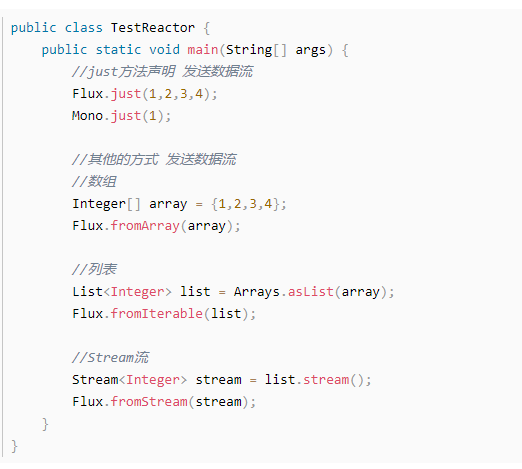 public class TestReactor {
    public static void main(String[] args) {
        //just方法声明 发送数据流
        Flux.just(1,2,3,4);
        Mono.just(1);

        //其他的方式 发送数据流
        //数组
        Integer[] array = {1,2,3,4};
        Flux.fromArray(array);

        //列表
        List<Integer> list = Arrays.asList(array);
        Flux.fromIterable(list);

        //Stream流
        Stream<Integer> stream = list.stream();
        Flux.fromStream(stream);
    }
}